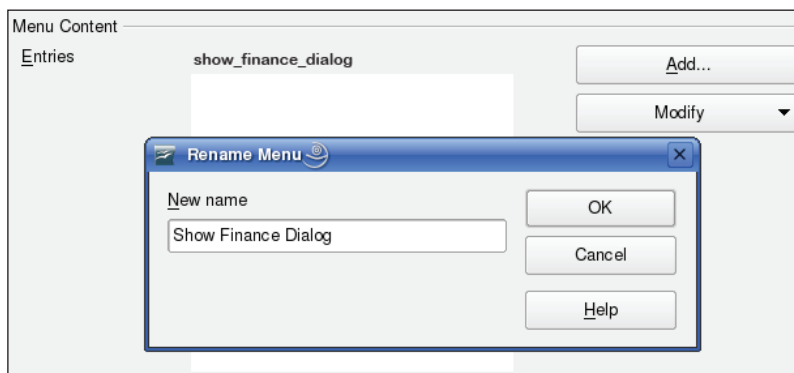 Menu Content
Entries
show_finance_dialog
Add...
Modify
Rename Menu
New name
Show Finance Dialog
OK
Cancel
Help